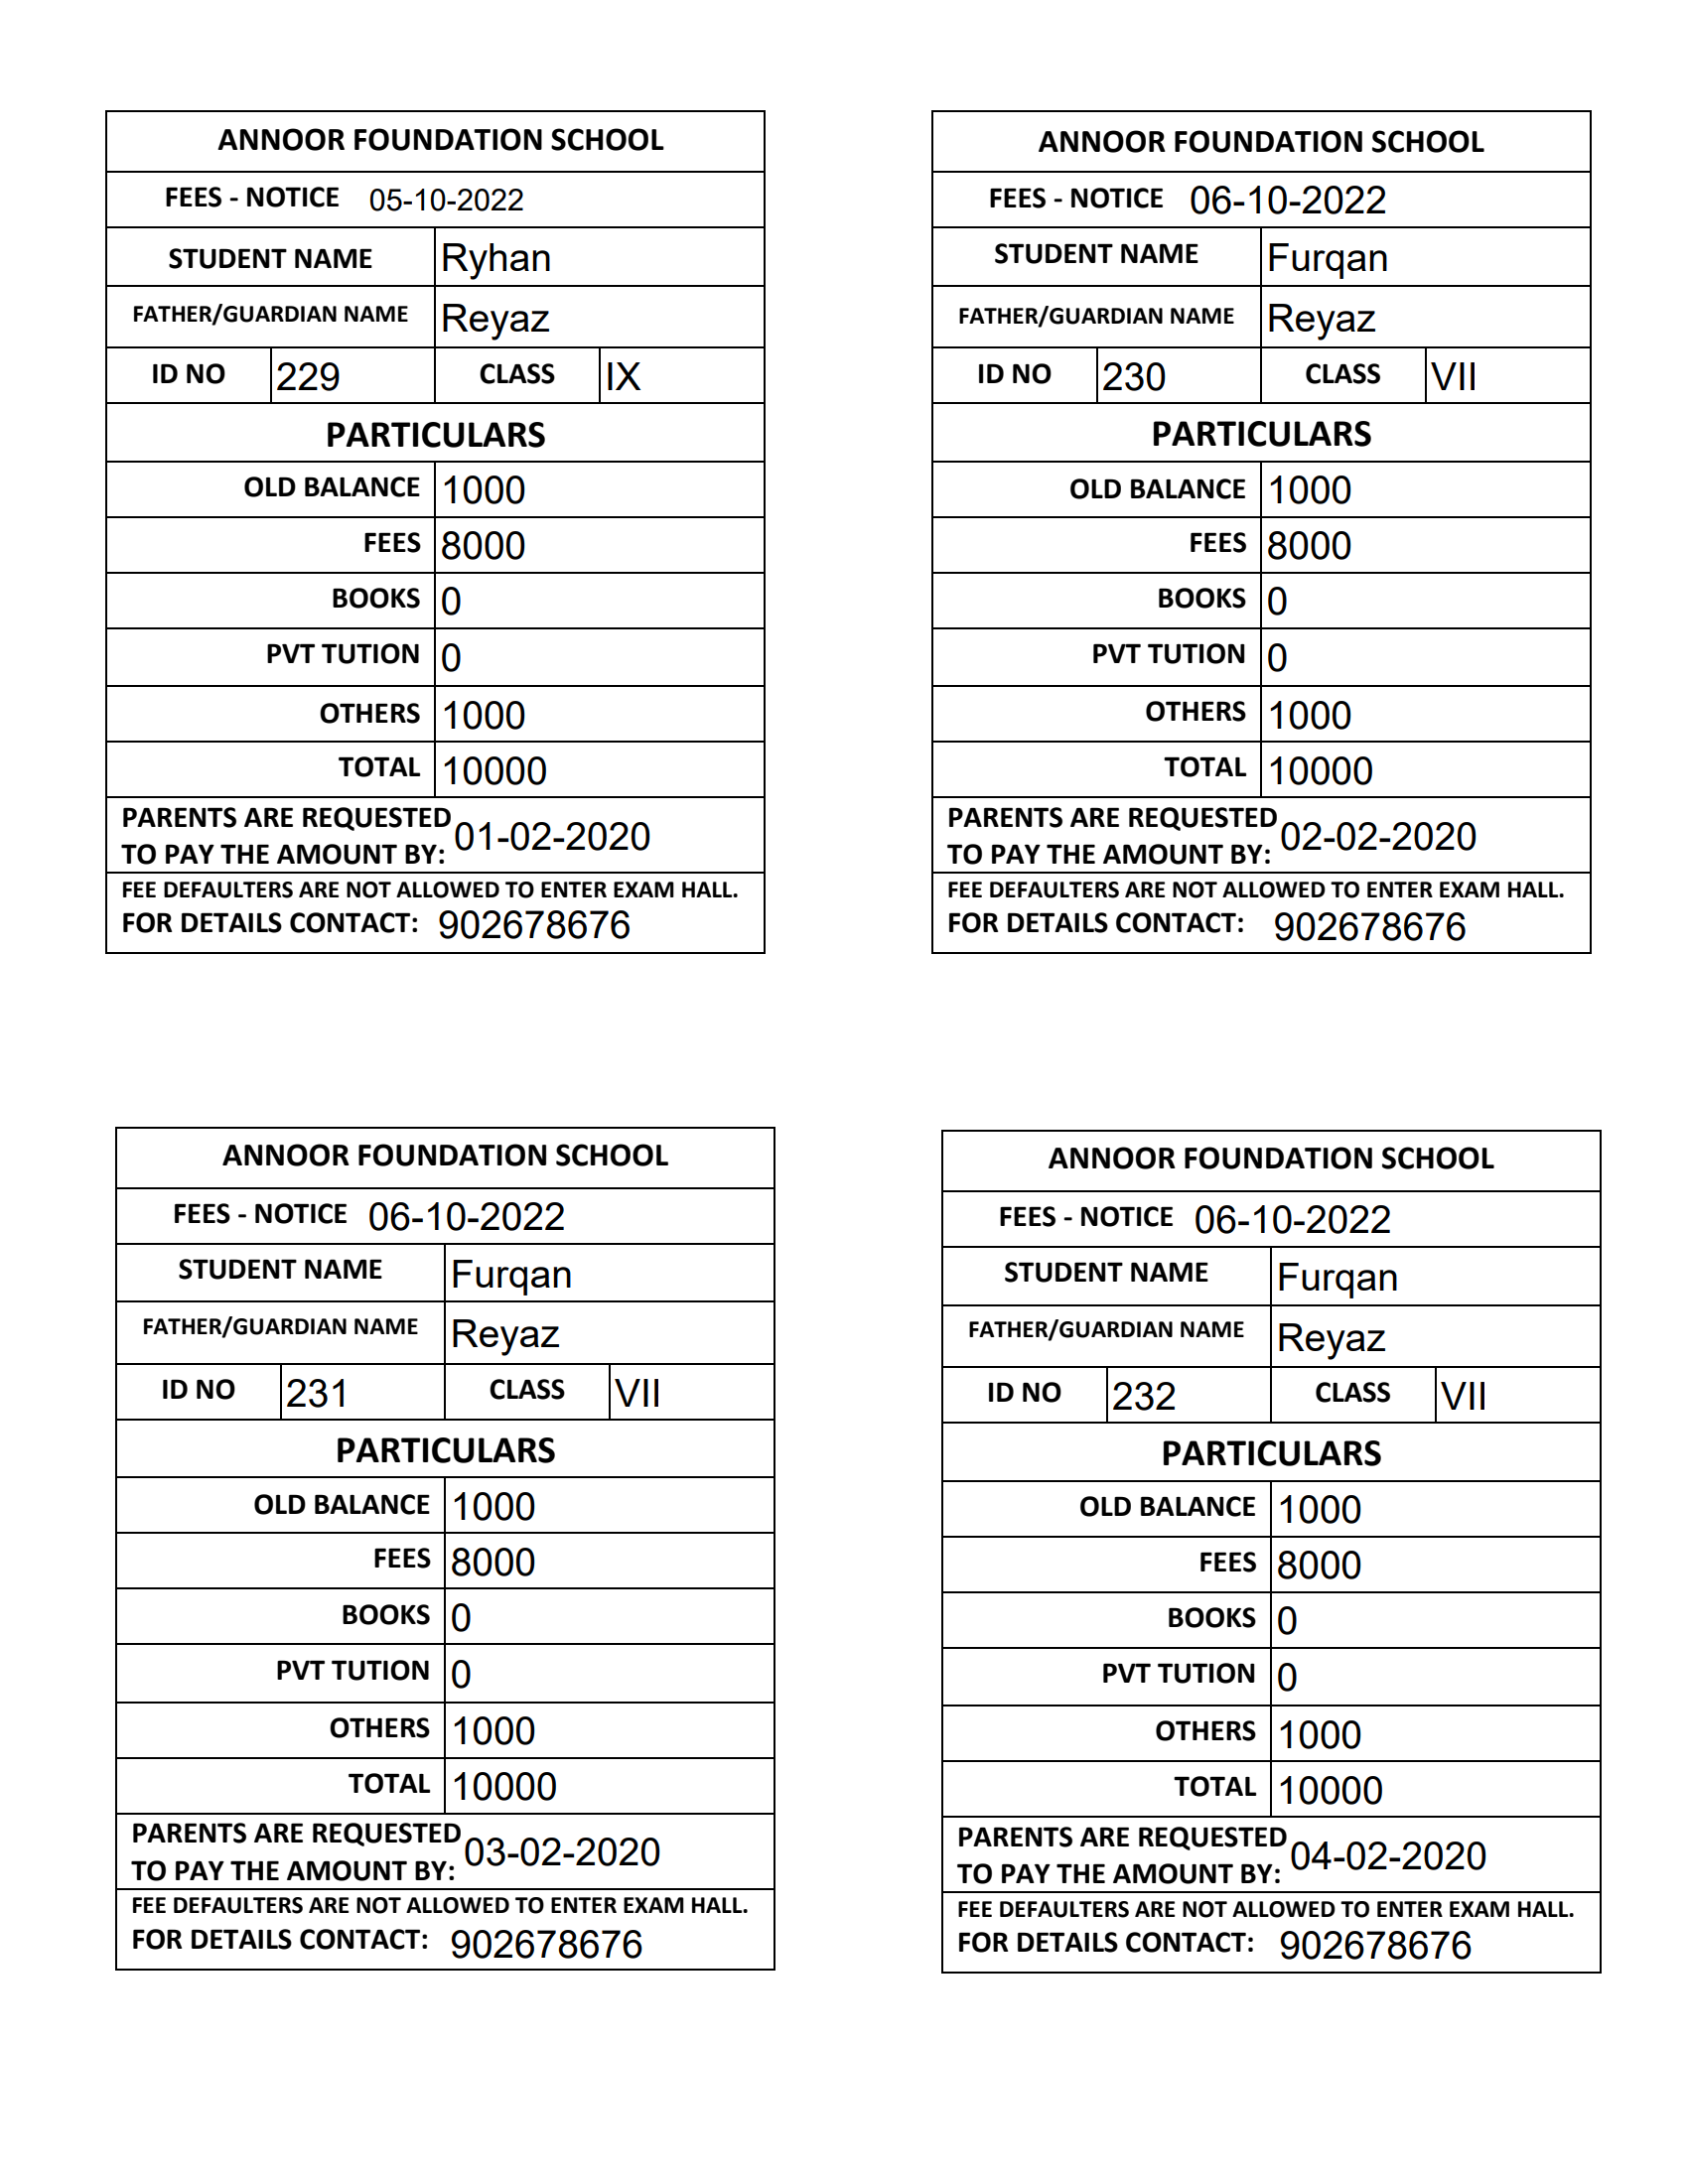 ANNOOR FOUNDATION SCHOOL
FEES - NOTICE 05-10-2022
STUDENT NAME Ryhan
FATHER/GUARDIAN NAME Reyaz
ID NO 229 CLASS IX
PARTICULARS
OLD BALANCE 1000
FEES 8000
BOOKS 0
PVT TUTION 0
OTHERS 1000
TOTAL 10000
PARENTS ARE REQUESTED
TO PAY THE AMOUNT BY: 01-02-2020
FEE DEFAULTERS ARE NOT ALLOWED TO ENTER EXAM HALL.
FOR DETAILS CONTACT: 902678676
ANNOOR FOUNDATION SCHOOL
FEES - NOTICE 06-10-2022
STUDENT NAME Furqan
FATHER/GUARDIAN NAME Reyaz
ID NO 230 CLASS VII
PARTICULARS
OLD BALANCE 1000
FEES 8000
BOOKS 0
PVT TUTION 0
OTHERS 1000
TOTAL 10000
PARENTS ARE REQUESTED
TO PAY THE AMOUNT BY: 02-02-2020
FEE DEFAULTERS ARE NOT ALLOWED TO ENTER EXAM HALL.
FOR DETAILS CONTACT: 902678676
ANNOOR FOUNDATION SCHOOL
FEES - NOTICE 06-10-2022
STUDENT NAME Furqan
FATHER/GUARDIAN NAME Reyaz
ID NO 231 CLASS VII
PARTICULARS
OLD BALANCE 1000
FEES 8000
BOOKS 0
PVT TUTION 0
OTHERS 1000
TOTAL 10000
PARENTS ARE REQUESTED
TO PAY THE AMOUNT BY: 03-02-2020
FEE DEFAULTERS ARE NOT ALLOWED TO ENTER EXAM HALL.
FOR DETAILS CONTACT: 902678676
ANNOOR FOUNDATION SCHOOL
FEES - NOTICE 06-10-2022
STUDENT NAME Furqan
FATHER/GUARDIAN NAME Reyaz
ID NO 232 CLASS VII
PARTICULARS
OLD BALANCE 1000
FEES 8000
BOOKS 0
PVT TUTION 0
OTHERS 1000
TOTAL 10000
PARENTS ARE REQUESTED
TO PAY THE AMOUNT BY: 04-02-2020
FEE DEFAULTERS ARE NOT ALLOWED TO ENTER EXAM HALL.
FOR DETAILS CONTACT: 902678676